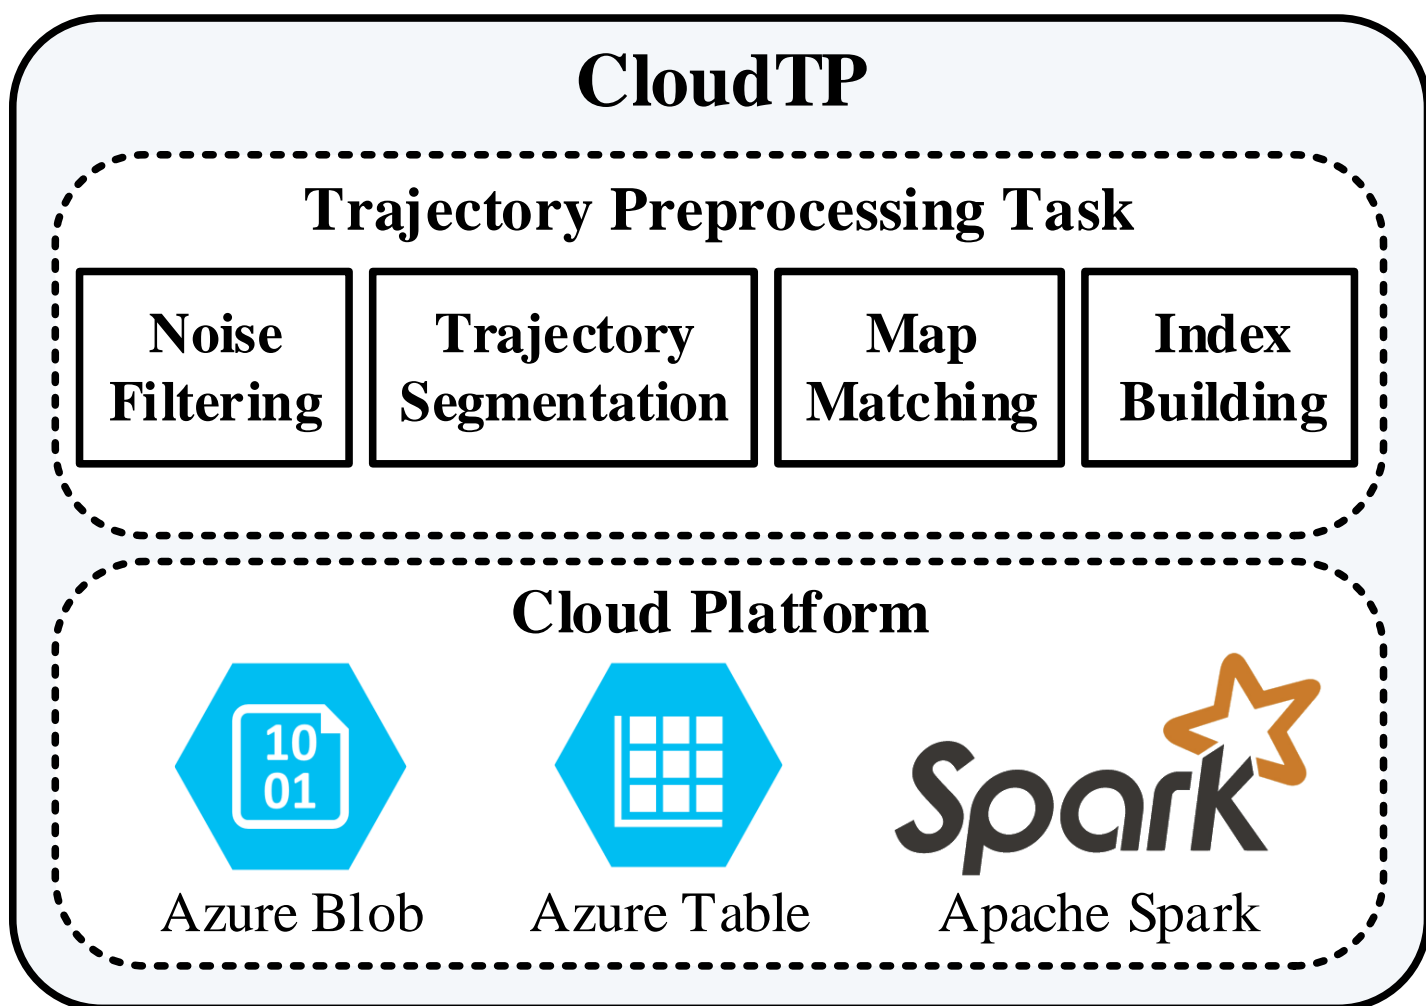 CloudTP
Trajectory Preprocessing Task
Noise
Filtering
Trajectory
Segmentation
Map
Matching
Index
Building
Cloud Platform
10
01
Spark
Azure Blob
Azure Table
Apache Spark